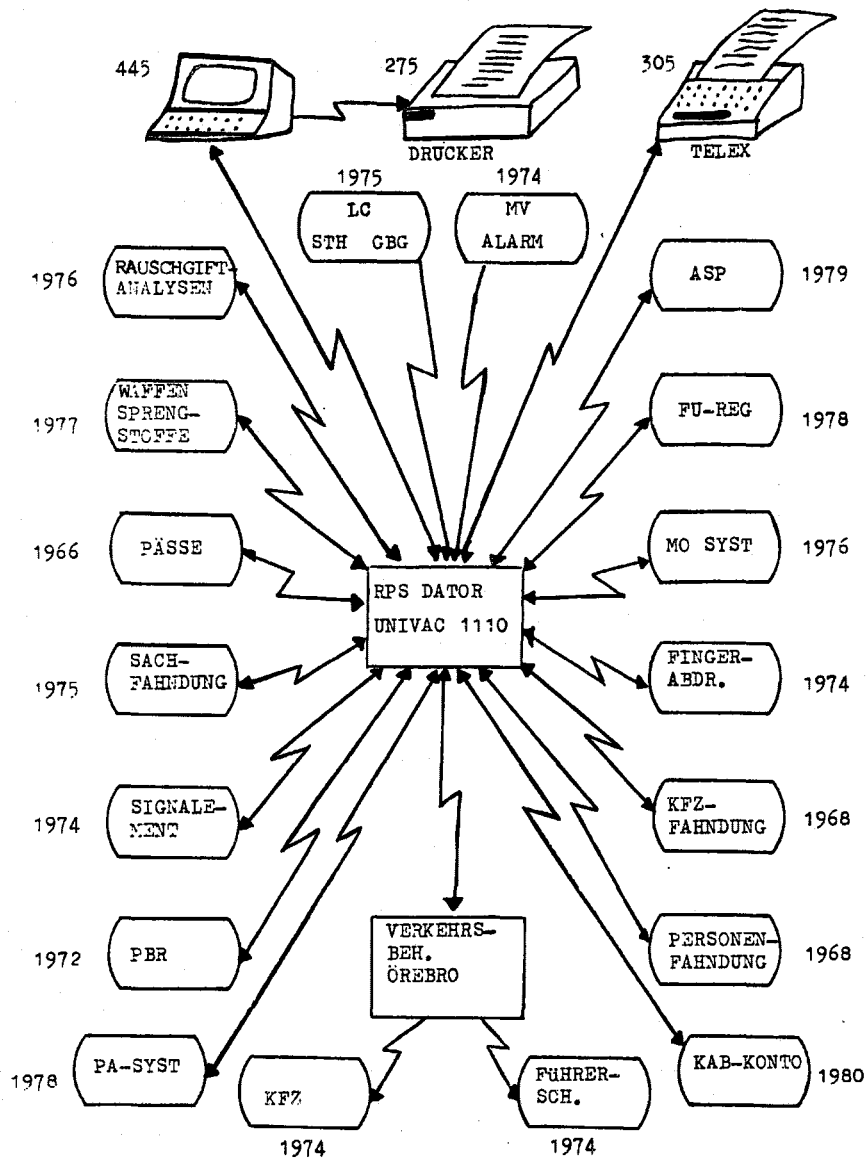 445
275
305
DRUCKER
TELEX
1975
1974
LC
STH GBG
MV
ALARM
1976
RAUSCHGIFT-
ANALYSEN
ASP
1979
1977
WAFFEN
SPRENG-
STOFFE
FU-REG
1978
1966
PÄSSE
MO SYST
1976
RPS DATOR
UNIVAC 1110
1975
SACH-
FAHNDUNG
FINGER-
ABDR.
1974
1974
SIGNALE-
MENT
KFZ-
FAHNDUNG
1968
1972
PBR
VERKEHRS-
BEH.
ÖREBRO
PERSONEN-
FAHNDUNG
1968
1978
PA-SYST
KFZ
1974
FÜHRER-
SCH.
1974
KAB-KONTO
1980